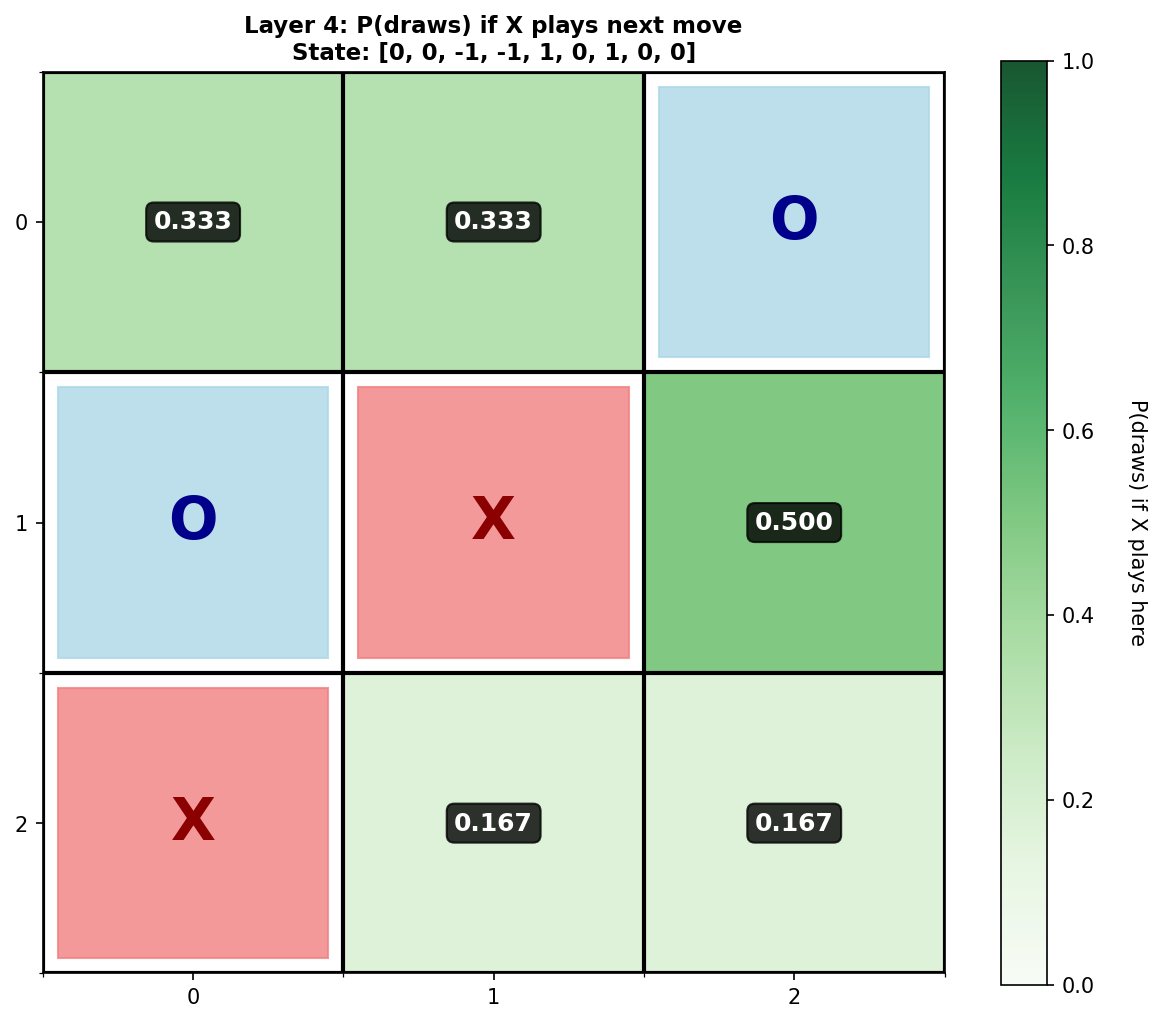 Layer 4: P(draws) if X plays next move
State: [0, 0, -1, -1, 1, 0, 1, 0, 0]
0
0.333
0.333
O
1
O
X
0.500
2
X
0.167
0.167
0
1
2
1.0
0.8
0.6
0.4
0.2
0.0
P(draws) if X plays here